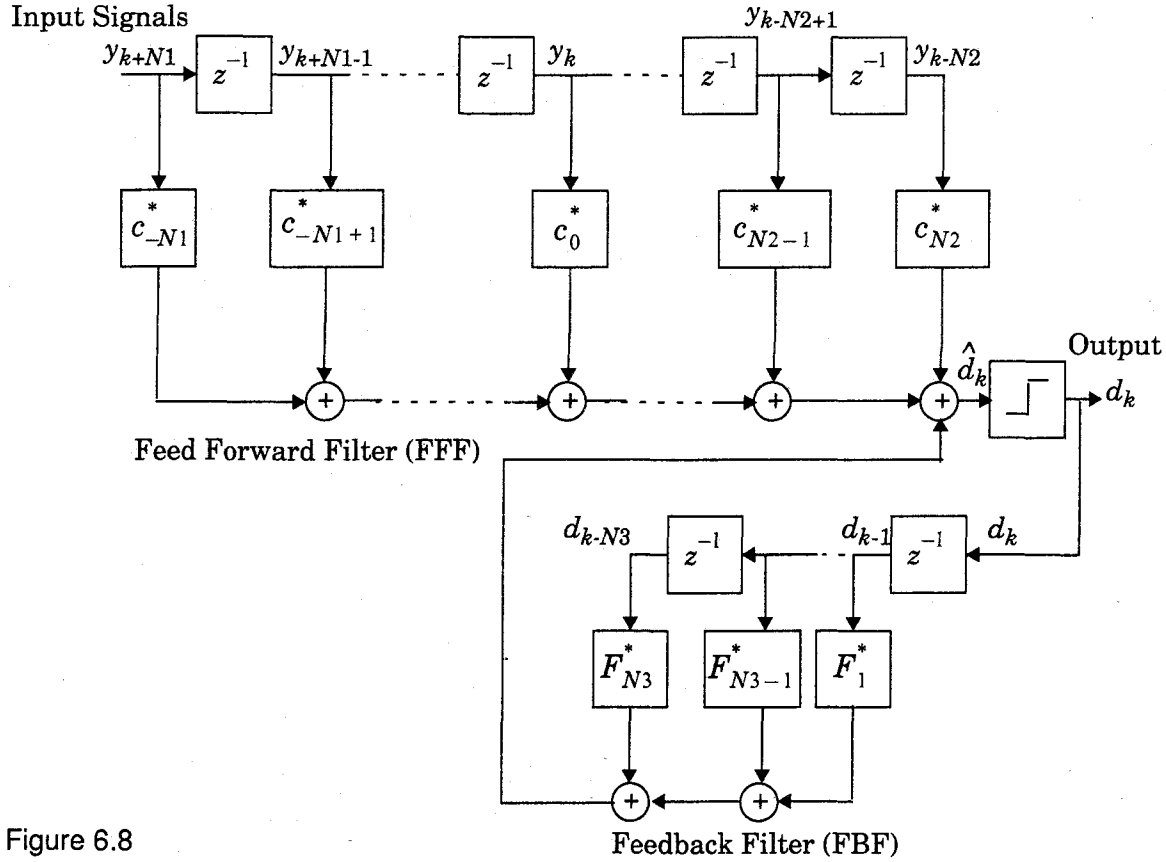 Input Signals
y_{k+N1} z^{-1} y_{k+N1-1} z^{-1} y_k z^{-1} y_{k-N2+1} z^{-1} y_{k-N2}
c^*_{-N1} c^*_{-N1+1} c^*_0 c^*_{N2-1} c^*_{N2}
+ + + + \hat{d}_k Output d_k
Feed Forward Filter (FFF)
d_{k-N3} z^{-1} d_{k-1} z^{-1} d_k
F^*_{N3} F^*_{N3-1} F^*_1
+ +
Feedback Filter (FBF)
Figure 6.8